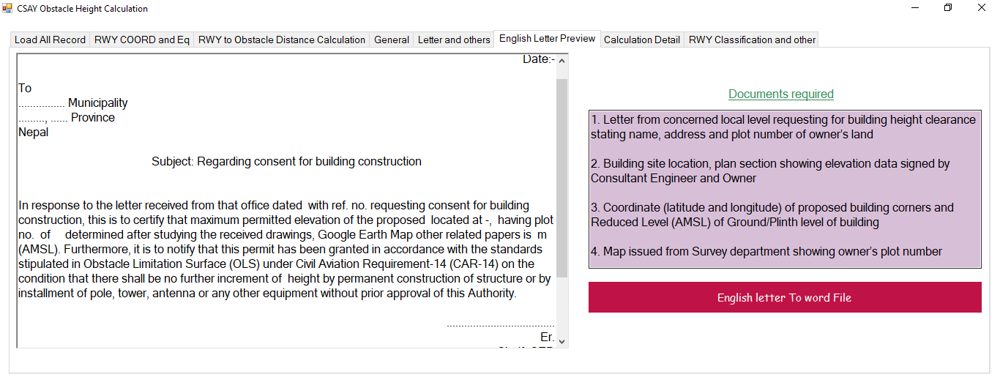 CSAY Obstacle Height Calculation
Load All Record RWY COORD and Eq RWY to Obstacle Distance Calculation General Letter and others English Letter Preview Calculation Detail RWY Classification and other
Date:-
To
................ Municipality
........., ...... Province
Nepal
Subject: Regarding consent for building construction
In response to the letter received from that office dated  with ref. no. requesting consent for building
construction, this is to certify that maximum permitted elevation of the proposed  located at -,  having plot
no.  of     determined after studying the received drawings, Google Earth Map other related papers is  m
(AMSL). Furthermore, it is to notify that this permit has been granted in accordance with the standards
stipulated in Obstacle Limitation Surface (OLS) under Civil Aviation Requirement-14 (CAR-14) on the
condition that there shall be no further increment of  height by permanent construction of structure or by
installment of pole, tower, antenna or any other equipment without prior approval of this Authority.
.....................................
Er.
Documents required
1. Letter from concerned local level requesting for building height clearance
stating name, address and plot number of owner's land
2. Building site location, plan section showing elevation data signed by
Consultant Engineer and Owner
3. Coordinate (latitude and longitude) of proposed building corners and
Reduced Level (AMSL) of Ground/Plinth level of building
4. Map issued from Survey department showing owner's plot number
English letter To word File